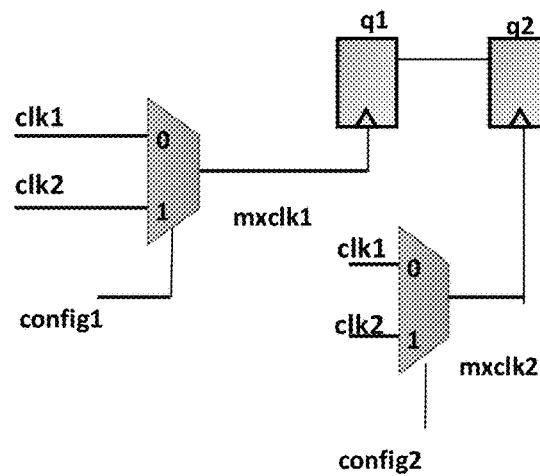 q1
q2
clk1
0
clk2
1
mxclk1
clk1
0
config1
clk2
1
mxclk2
config2